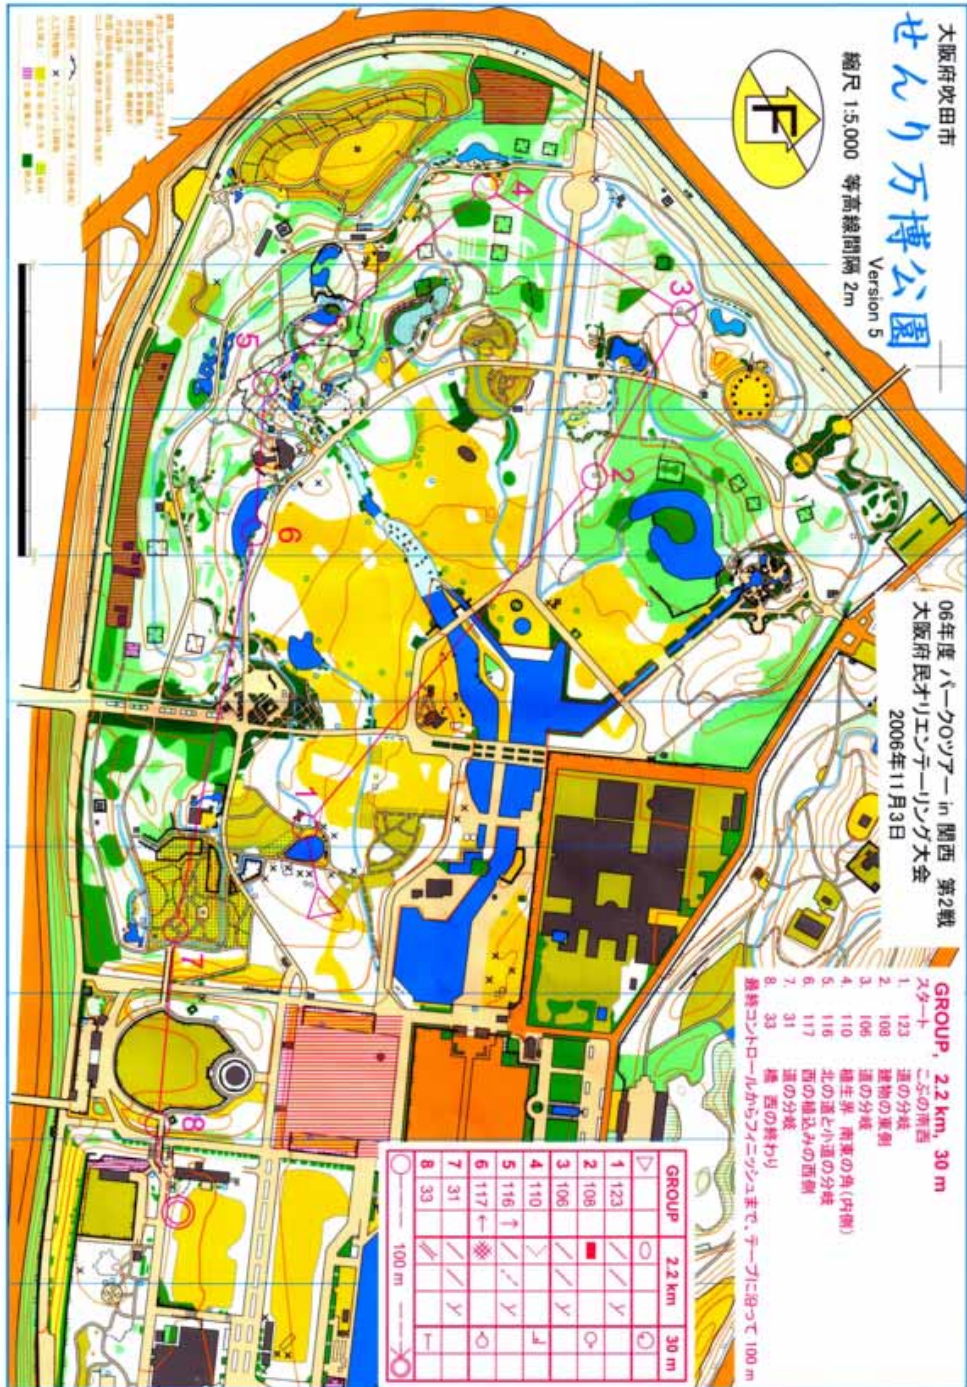 大阪府吹田市
せんり万博公園
Version 5
縮尺 1:5,000 等高線間隔 2m
F
06年度 パークOツアー in 関西 第2戦
大阪府民オリエンテーリング大会
2006年11月3日
GROUP, 2.2 km, 30 m
スタート こぶの南西
1. 123 道の分岐
2. 108 建物の東側
3. 106 道の分岐
4. 110 植生界 南東の角(内側)
5. 116 北の道と小道の分岐
6. 117 西の植込みの西側
7. 31 道の分岐
8. 33 橋 西の終わり
最終コントロールからフィニッシュまで、テープに沿って 100 m
GROUP 2.2 km 30 m
1 123
2 108
3 106
4 110
5 116
6 117
7 31
8 33
100 m
1
2
3
4
5
6
7
8